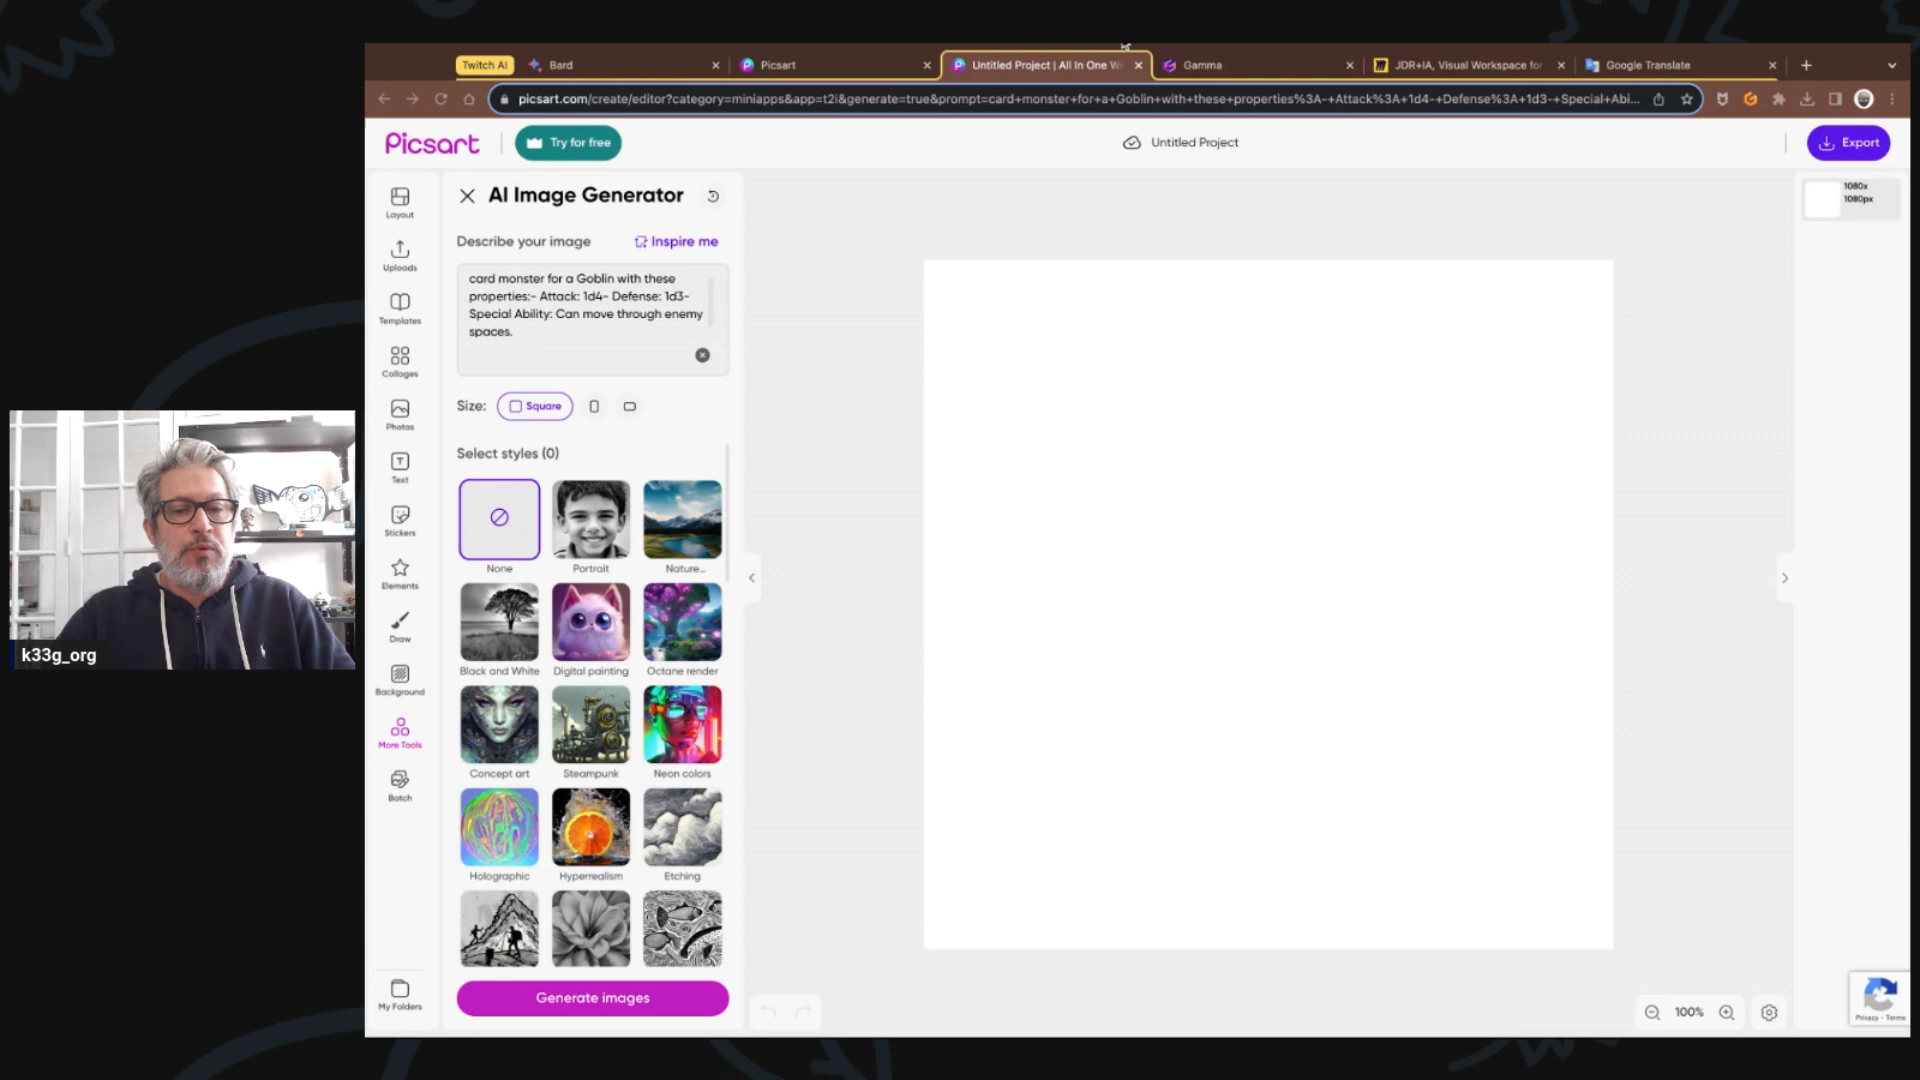 Twitch AI
Bard
Picsart
Untitled Project | All In One W
Gamma
JDR+IA, Visual Workspace for
Google Translate
picsart.com/create/editor?category=miniapps&app=t2i&generate=true&prompt=card+monster+for+a+Goblin+with+these+properties%3A-+Attack%3A+1d4-+Defense%3A+1d3-+Special+Abi...
Picsart
Try for free
Untitled Project
Export
Layout
Uploads
Templates
Collages
Photos
Text
Stickers
Elements
Draw
Background
More Tools
Batch
My Folders
AI Image Generator
Describe your image
Inspire me
card monster for a Goblin with these
properties:- Attack: 1d4- Defense: 1d3-
Special Ability: Can move through enemy
spaces.
Size:
Square
Select styles (0)
None
Portrait
Nature...
Black and White
Digital painting
Octane render
Concept art
Steampunk
Neon colors
Holographic
Hyperrealism
Etching
Generate images
1080x
1080px
100%
Privacy - Terms
k33g_org